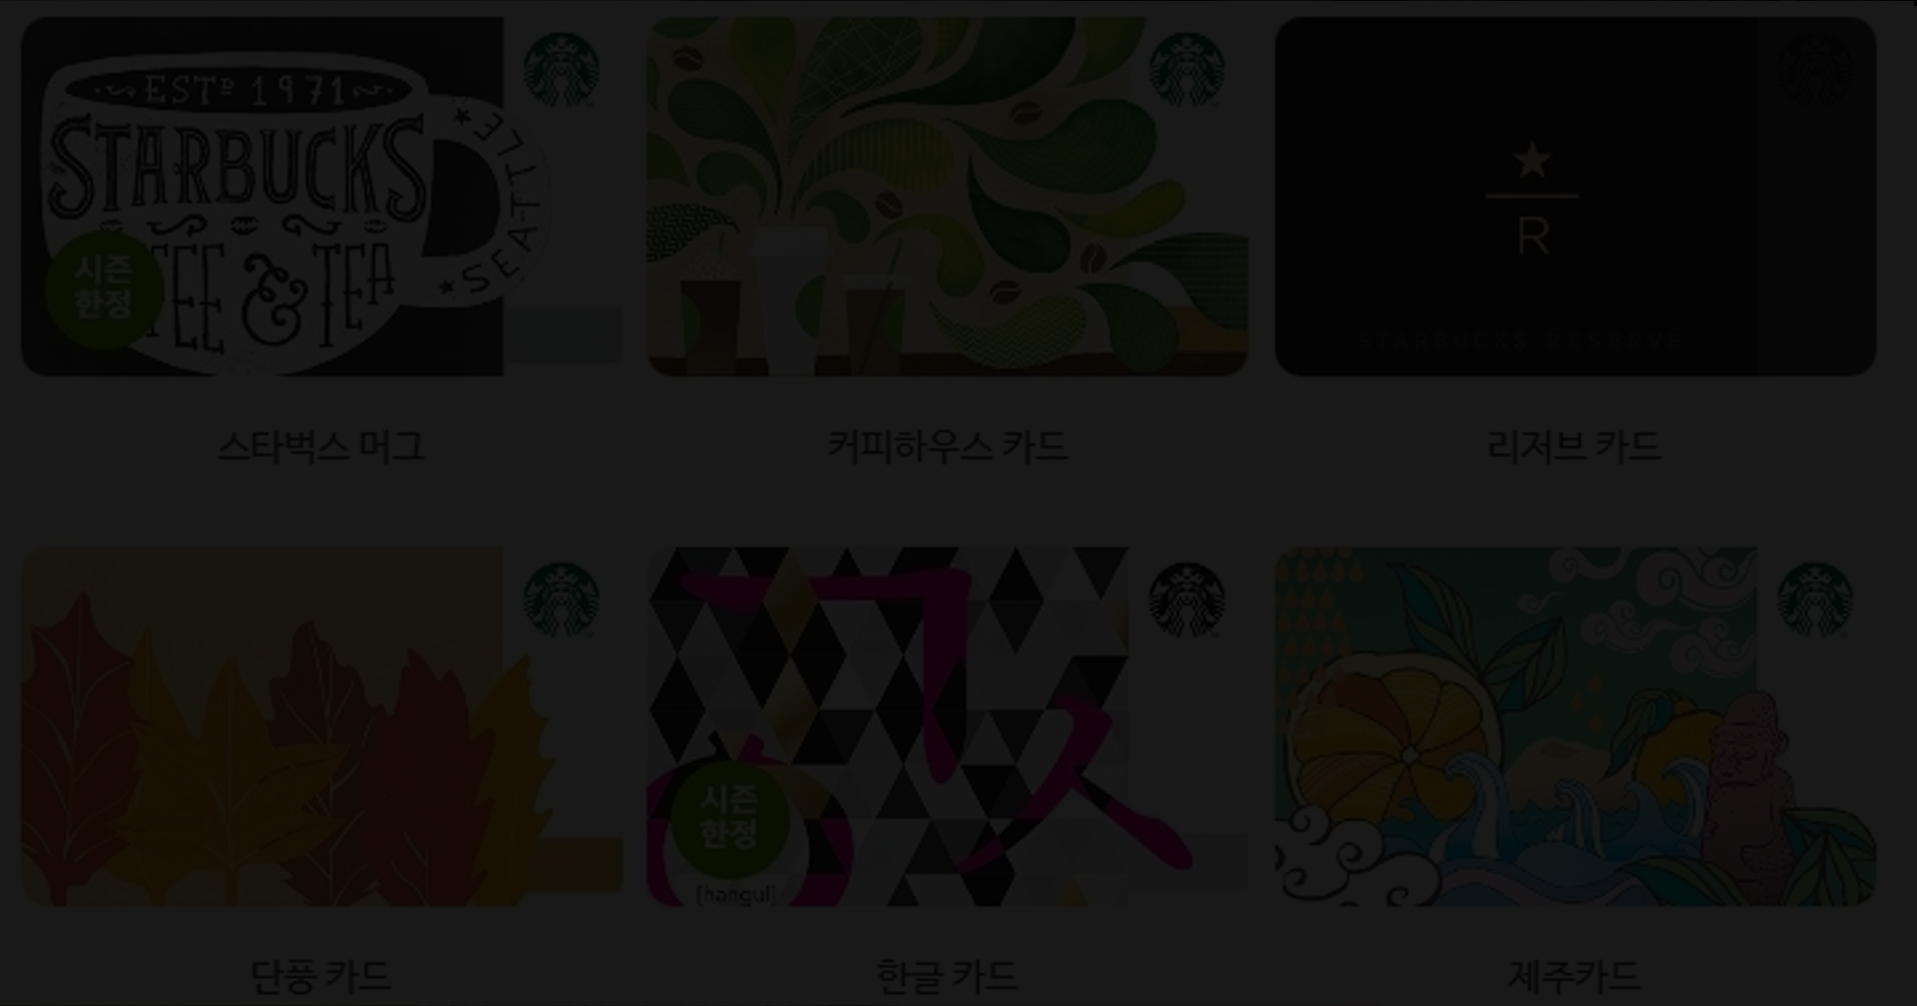 ESTD 1971
STARBUCKS
SEATTLE
TEE & TEA
시즌
한정
R
STARBUCKS RESERVE
스타벅스 머그
커피하우스 카드
리저브 카드
시즌
한정
[hangul]
단풍 카드
한글 카드
제주카드